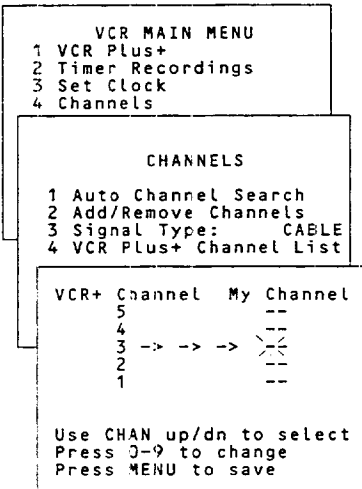 VCR MAIN MENU
1 VCR Plus+
2 Timer Recordings
3 Set Clock
4 Channels
CHANNELS
1 Auto Channel Search
2 Add/Remove Channels
3 Signal Type: CABLE
4 VCR Plus+ Channel List
VCR+ Channel My Channel
5 --
4 --
3 -> -> -> --
2 --
1 --
Use CHAN up/dn to select
Press 0-9 to change
Press MENU to save